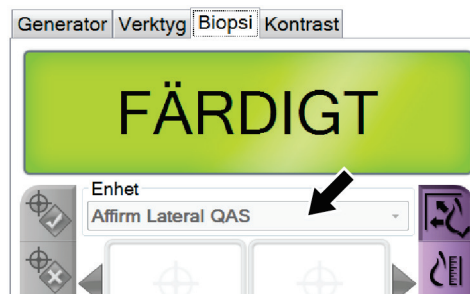 Generator Verktyg Biopsi Kontrast
FÄRDIGT
Enhet
Affirm Lateral QAS